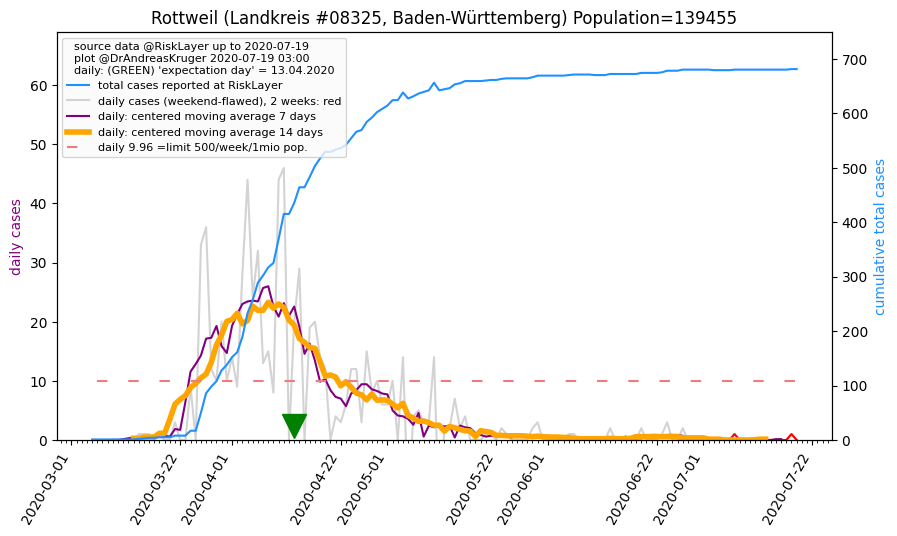 Rottweil (Landkreis #08325, Baden-Württemberg) Population=139455
source data @RiskLayer up to 2020-07-19
plot @DrAndreasKruger 2020-07-19 03:00
daily: (GREEN) 'expectation day' = 13.04.2020
total cases reported at RiskLayer
daily cases (weekend-flawed), 2 weeks: red
daily: centered moving average 7 days
daily: centered moving average 14 days
daily 9.96 =limit 500/week/1mio pop.
daily cases
60
50
40
30
20
10
0
cumulative total cases
700
600
500
400
300
200
100
0
2020-03-01
2020-03-22
2020-04-01
2020-04-22
2020-05-01
2020-05-22
2020-06-01
2020-06-22
2020-07-01
2020-07-22